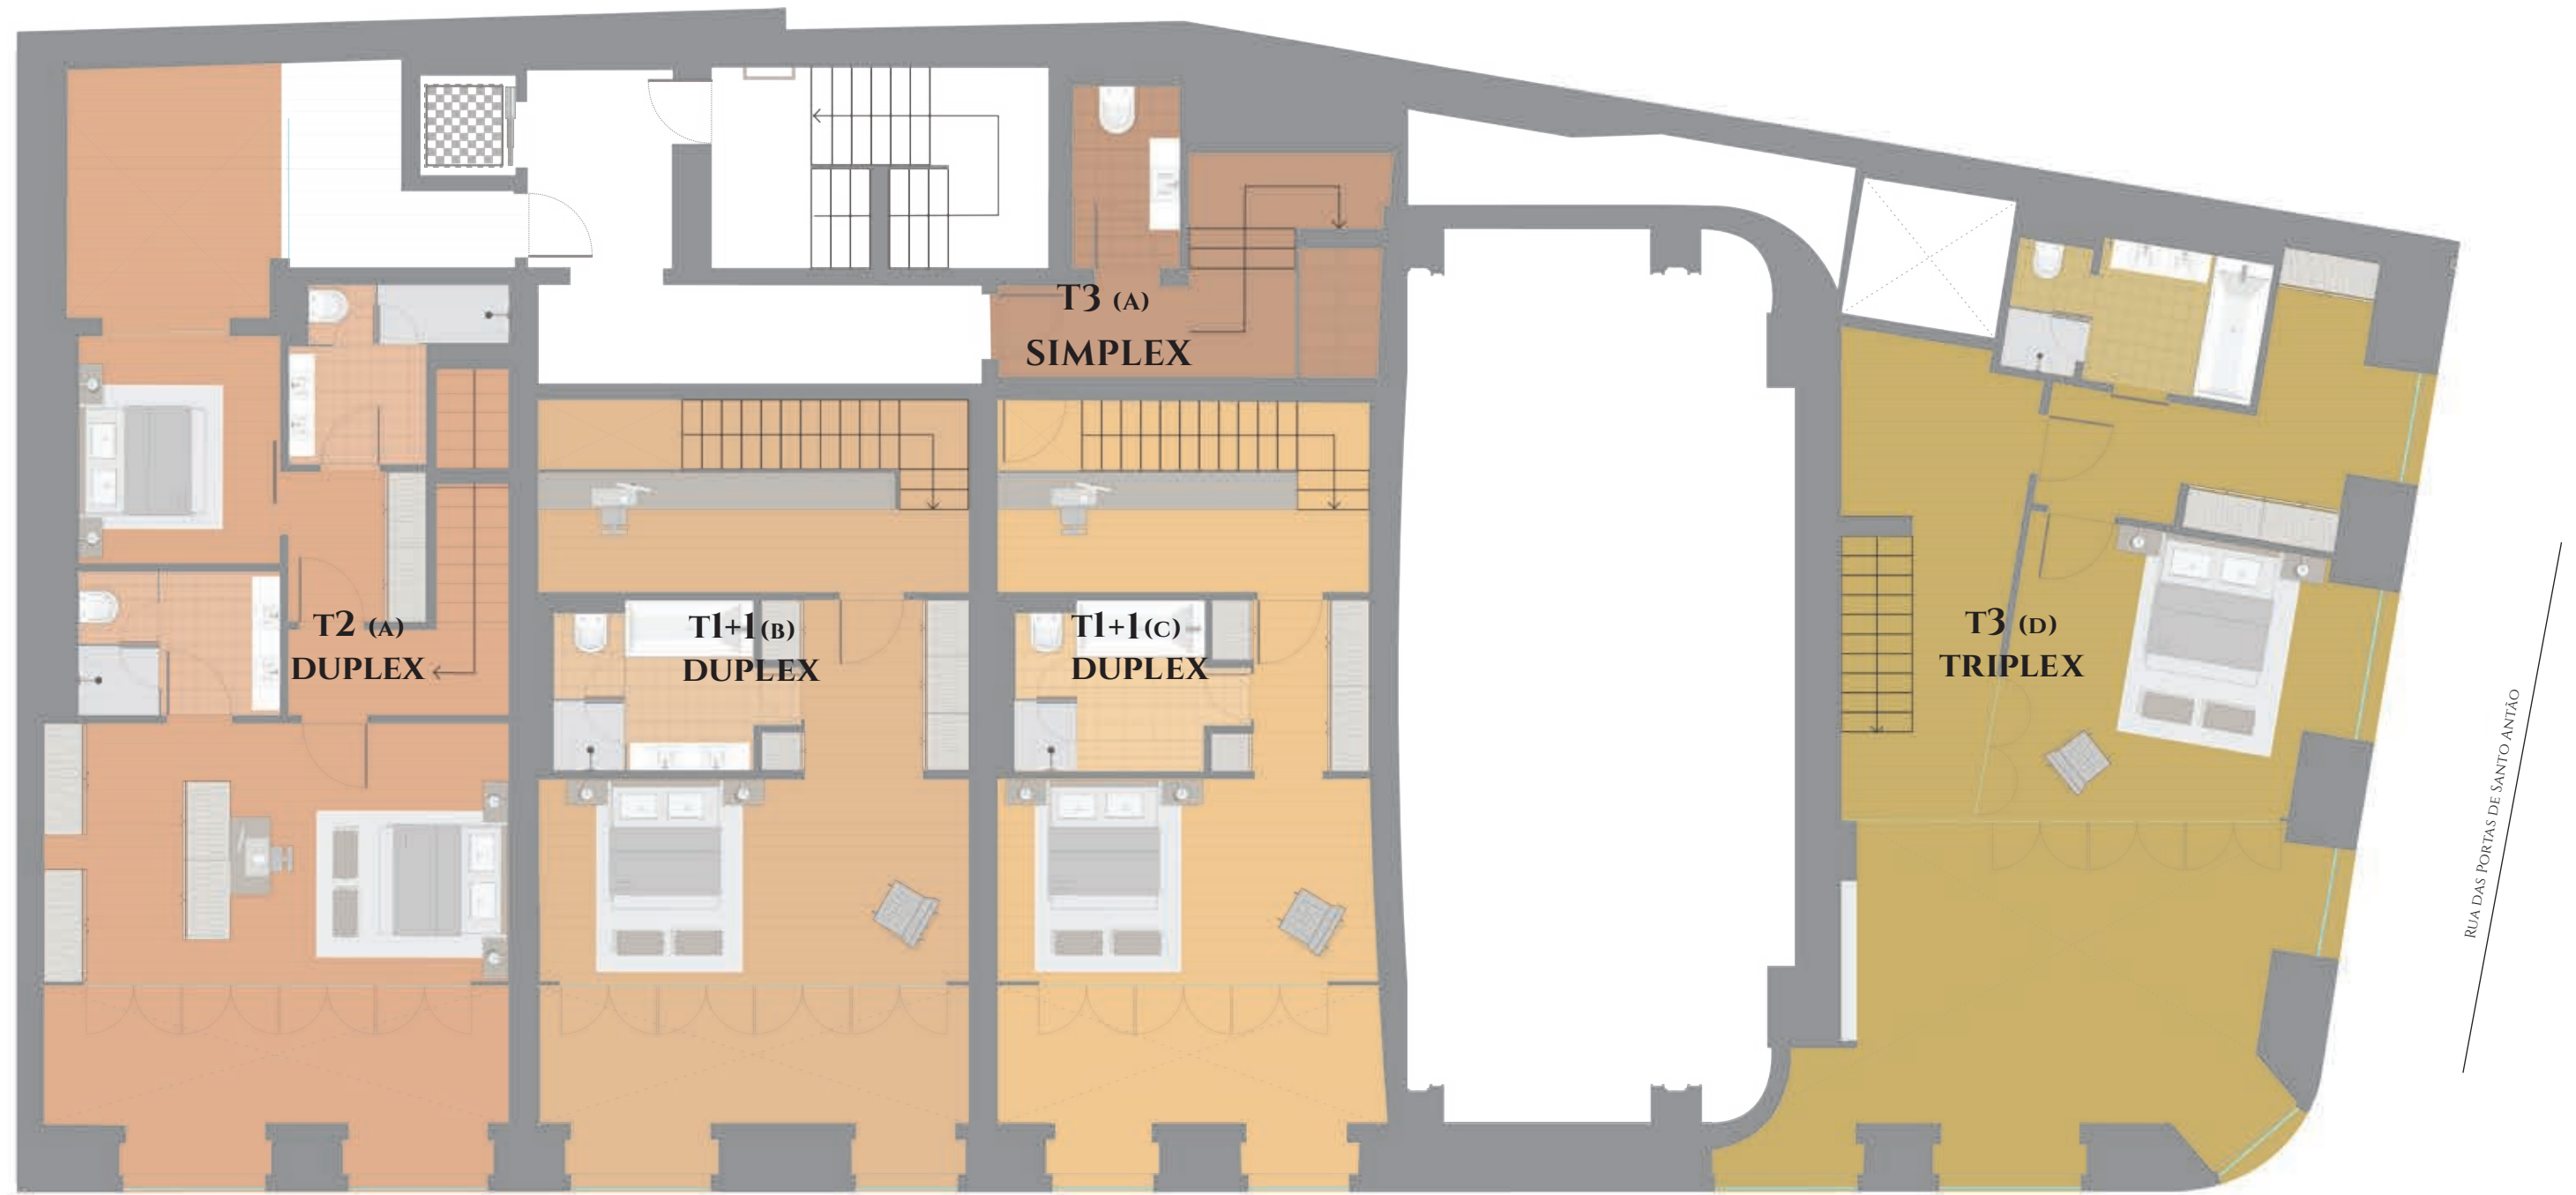 T3 (A)
SIMPLEX
T2 (A)
DUPLEX
T1+1 (B)
DUPLEX
T1+1 (C)
DUPLEX
T3 (D)
TRIPLEX
RUA DAS PORTAS DE SANTO ANTÃO